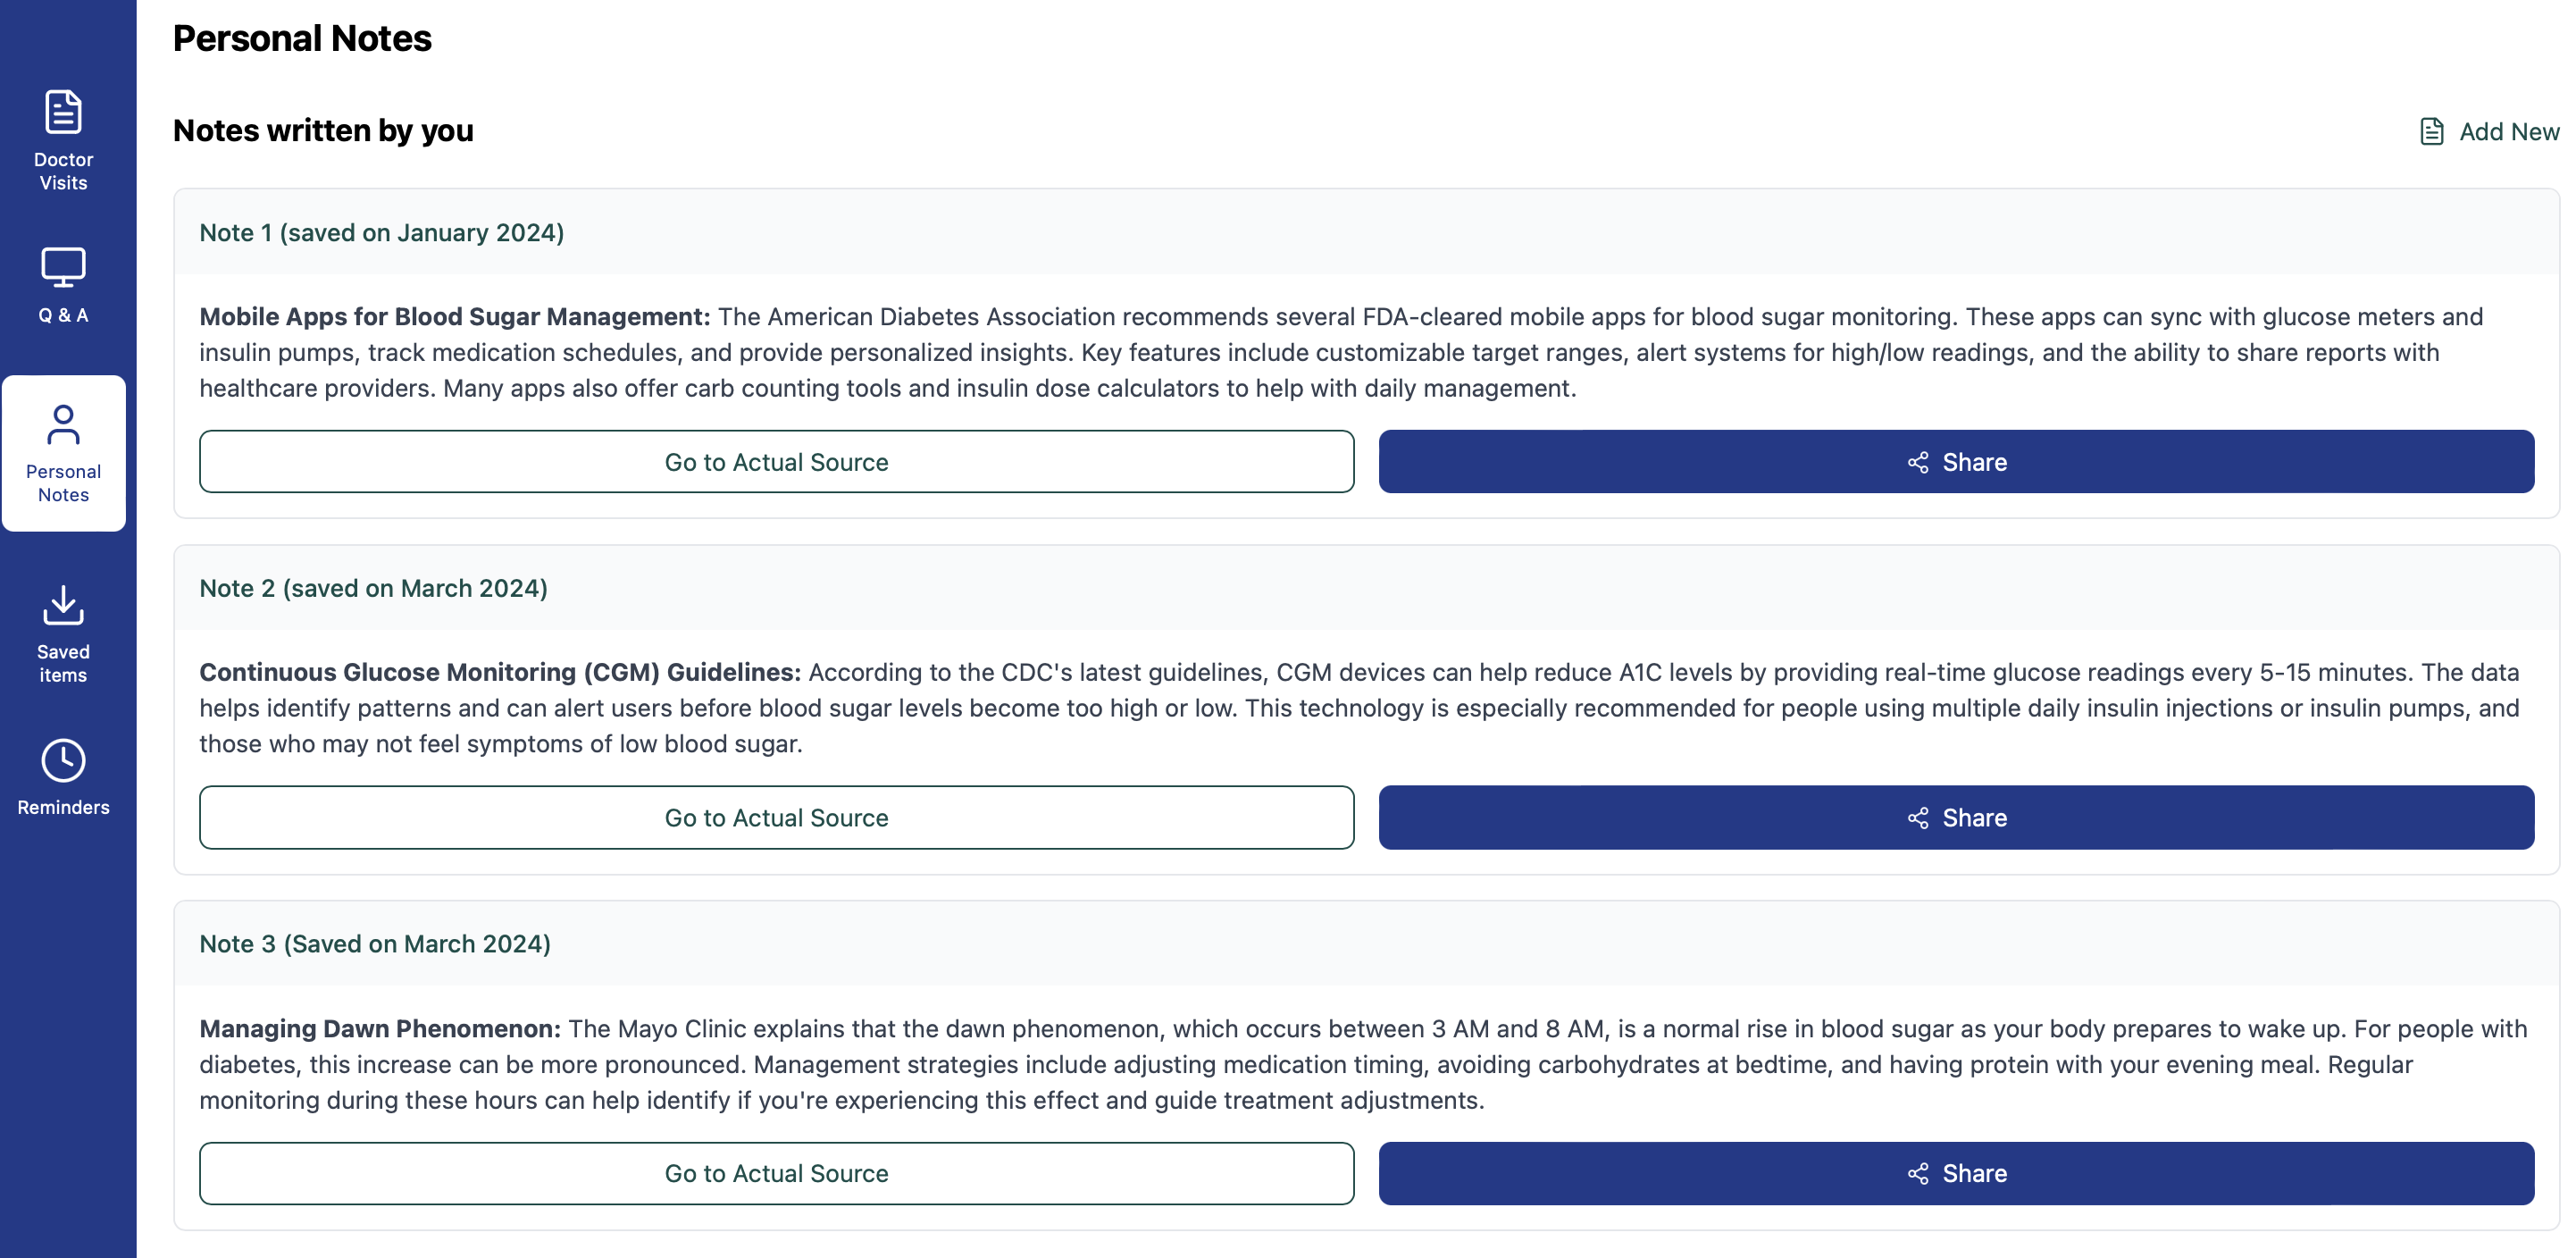 Doctor
Visits
Q & A
Personal
Notes
Saved
items
Reminders
Personal Notes
Notes written by you
Add New
Note 1 (saved on January 2024)
Mobile Apps for Blood Sugar Management: The American Diabetes Association recommends several FDA-cleared mobile apps for blood sugar monitoring. These apps can sync with glucose meters and
insulin pumps, track medication schedules, and provide personalized insights. Key features include customizable target ranges, alert systems for high/low readings, and the ability to share reports with
healthcare providers. Many apps also offer carb counting tools and insulin dose calculators to help with daily management.
Go to Actual Source
Share
Note 2 (saved on March 2024)
Continuous Glucose Monitoring (CGM) Guidelines: According to the CDC's latest guidelines, CGM devices can help reduce A1C levels by providing real-time glucose readings every 5-15 minutes. The data
helps identify patterns and can alert users before blood sugar levels become too high or low. This technology is especially recommended for people using multiple daily insulin injections or insulin pumps, and
those who may not feel symptoms of low blood sugar.
Go to Actual Source
Share
Note 3 (Saved on March 2024)
Managing Dawn Phenomenon: The Mayo Clinic explains that the dawn phenomenon, which occurs between 3 AM and 8 AM, is a normal rise in blood sugar as your body prepares to wake up. For people with
diabetes, this increase can be more pronounced. Management strategies include adjusting medication timing, avoiding carbohydrates at bedtime, and having protein with your evening meal. Regular
monitoring during these hours can help identify if you're experiencing this effect and guide treatment adjustments.
Go to Actual Source
Share